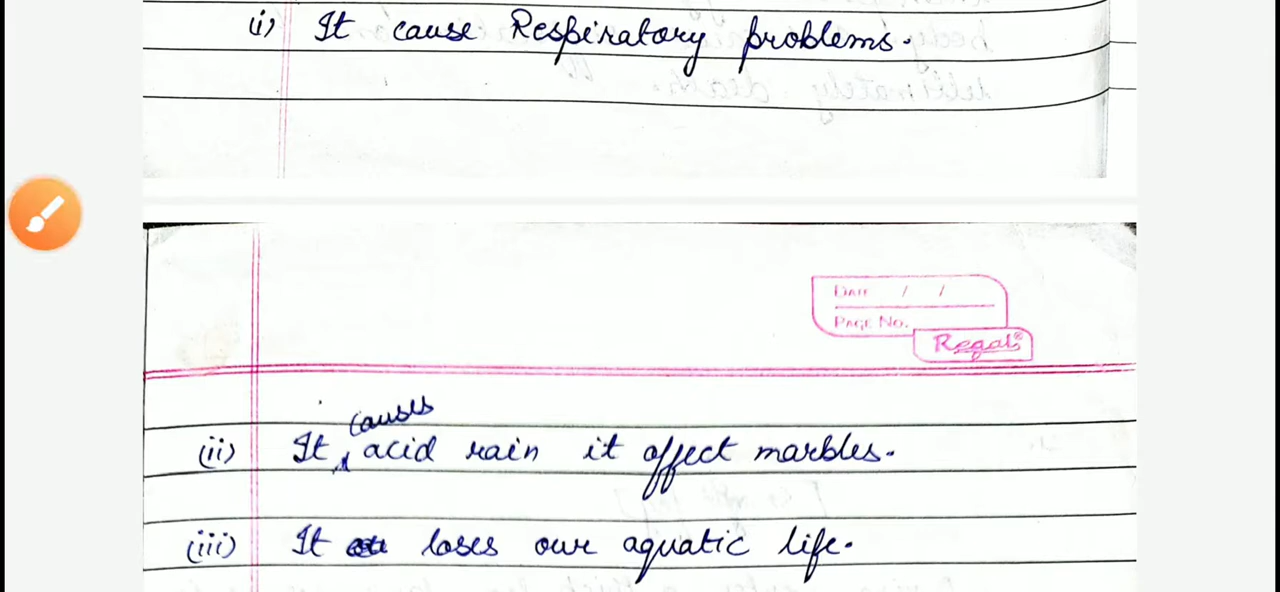 (i) It cause Respiratory problems.
DATE / /
PAGE No.
Regal®
(ii) It causes acid rain it affect marbles.
(iii) It loses our aquatic life.